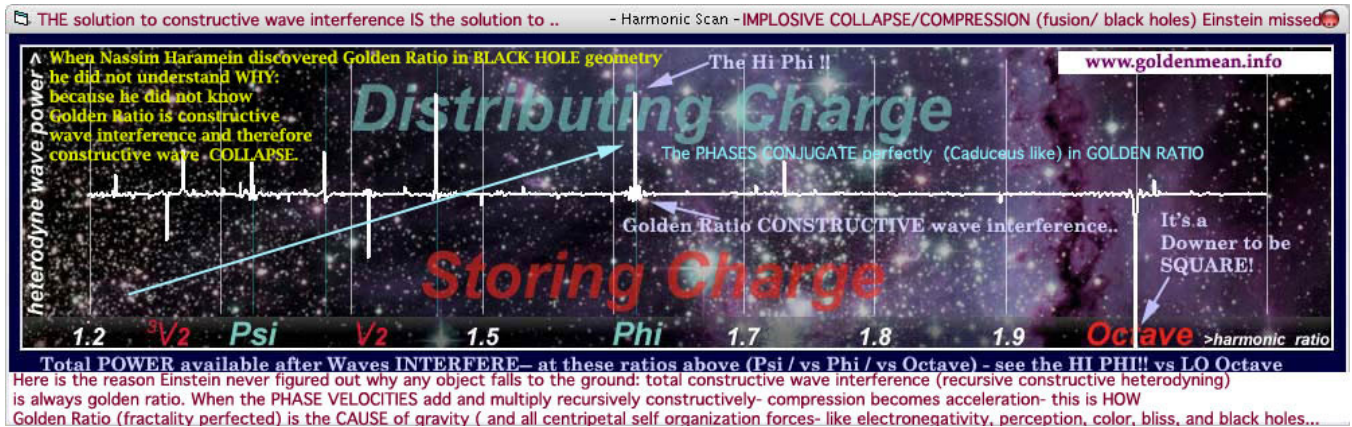 THE solution to constructive wave interference IS the solution to .. - Harmonic Scan - IMPLOSIVE COLLAPSE/COMPRESSION (fusion/ black holes) Einstein missed..
heterodyne wave power >
When Nassim Haramein discovered Golden Ratio in BLACK HOLE geometry
he did not understand WHY:
because he did not know
Golden Ratio is constructive
wave interference and therefore
constructive wave COLLAPSE.
The Hi Phi !!
www.goldenmean.info
Distributing Charge
The PHASES CONJUGATE perfectly (Caduceus like) in GOLDEN RATIO
Golden Ratio CONSTRUCTIVE wave interference..
It's a
Downer to be
SQUARE!
Storing Charge
1.2 ³√2 Psi √2 1.5 Phi 1.7 1.8 1.9 Octave >harmonic ratio
Total POWER available after Waves INTERFERE– at these ratios above (Psi / vs Phi / vs Octave) - see the HI PHI!! vs LO Octave
Here is the reason Einstein never figured out why any object falls to the ground: total constructive wave interference (recursive constructive heterodyning)
is always golden ratio. When the PHASE VELOCITIES add and multiply recursively constructively- compression becomes acceleration- this is HOW
Golden Ratio (fractality perfected) is the CAUSE of gravity ( and all centripetal self organization forces- like electronegativity, perception, color, bliss, and black holes...